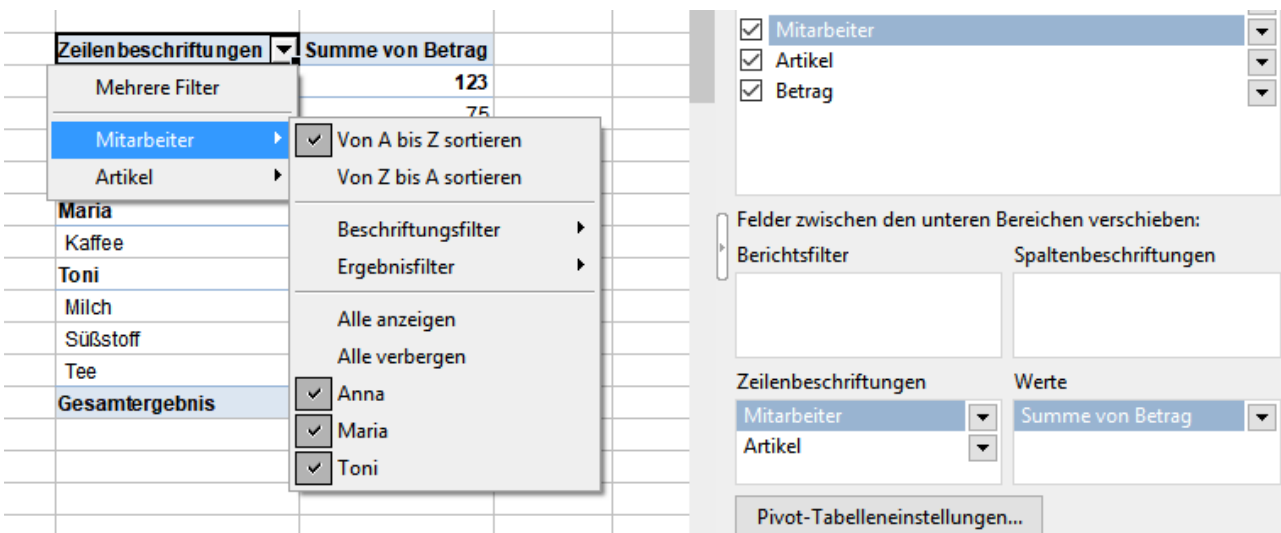 Zeilenbeschriftungen Summe von Betrag
123
75
Maria
Kaffee
Toni
Milch
Süßstoff
Tee
Gesamtergebnis
Mehrere Filter
Mitarbeiter
Artikel
Von A bis Z sortieren
Von Z bis A sortieren
Beschriftungsfilter
Ergebnisfilter
Alle anzeigen
Alle verbergen
Anna
Maria
Toni
Mitarbeiter
Artikel
Betrag
Felder zwischen den unteren Bereichen verschieben:
Berichtsfilter
Spaltenbeschriftungen
Zeilenbeschriftungen
Mitarbeiter
Artikel
Werte
Summe von Betrag
Pivot-Tabelleneinstellungen...